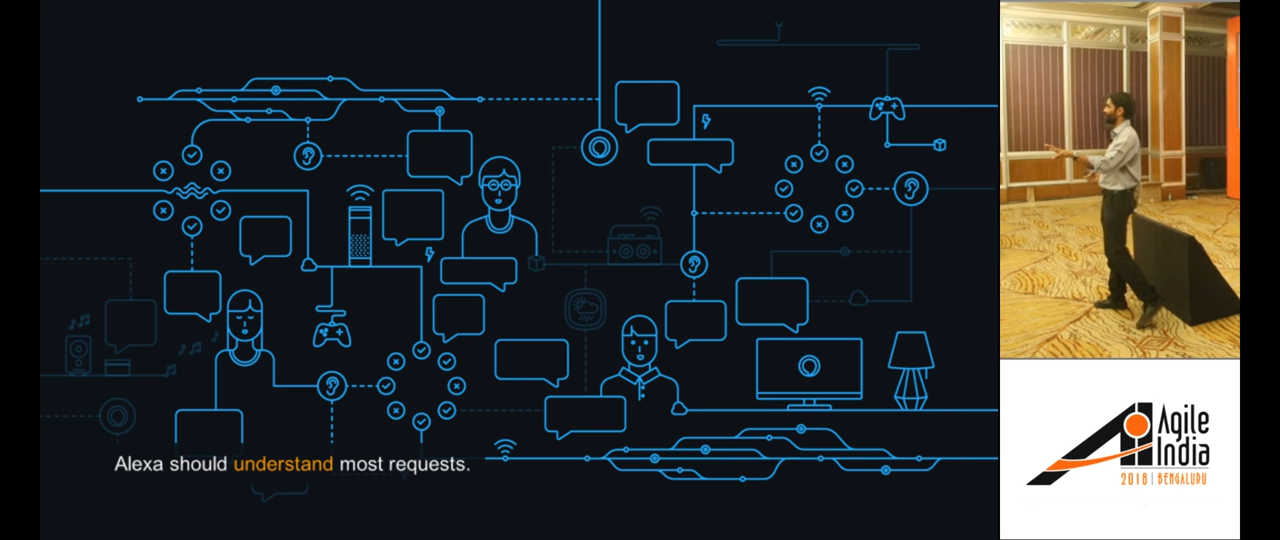 Alexa should understand most requests.
Agile
India
2018 | BENGALURU